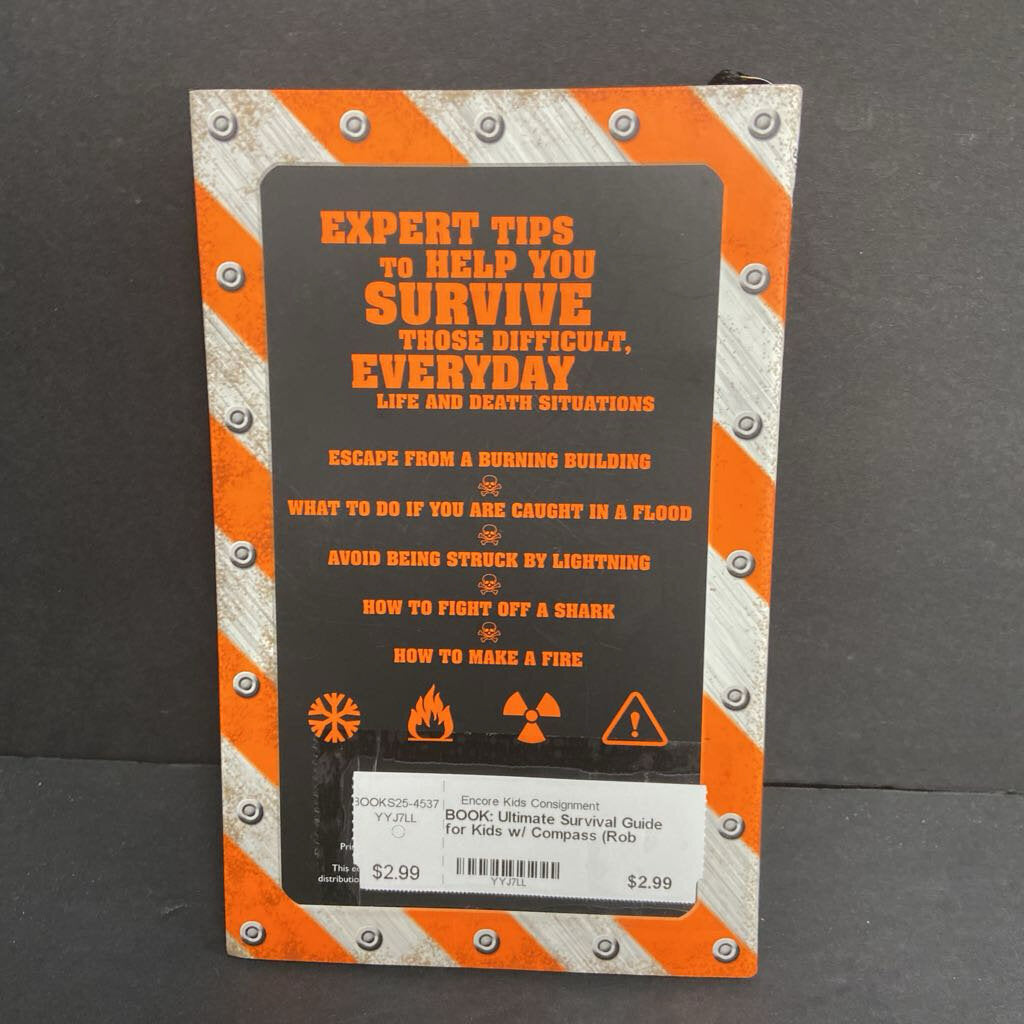 EXPERT TIPS
TO HELP YOU
SURVIVE
THOSE DIFFICULT,
EVERYDAY
LIFE AND DEATH SITUATIONS
ESCAPE FROM A BURNING BUILDING
WHAT TO DO IF YOU ARE CAUGHT IN A FLOOD
AVOID BEING STRUCK BY LIGHTNING
HOW TO FIGHT OFF A SHARK
HOW TO MAKE A FIRE
BOOKS25-4537
YYJ7LL
$2.99
Encore Kids Consignment
BOOK: Ultimate Survival Guide
for Kids w/ Compass (Rob
YYJ7LL
$2.99
This